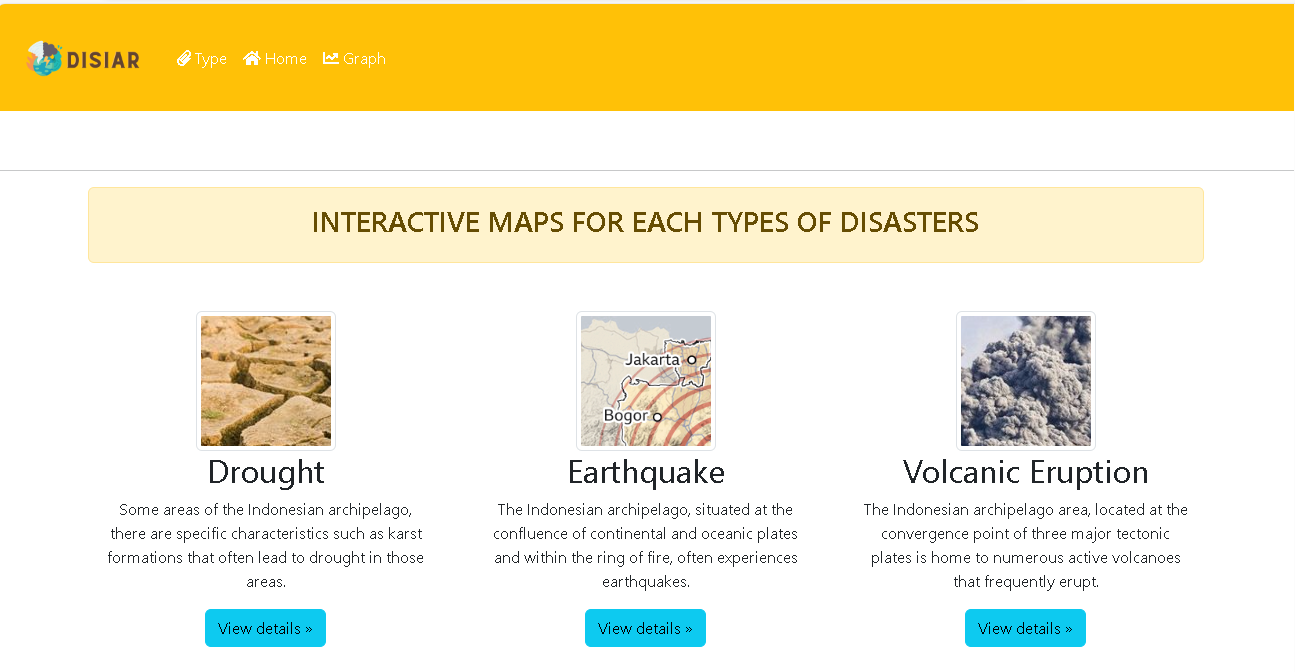 DISIAR
Type Home Graph
INTERACTIVE MAPS FOR EACH TYPES OF DISASTERS
Jakarta
Bogor
Drought
Some areas of the Indonesian archipelago,
there are specific characteristics such as karst
formations that often lead to drought in those
areas.
View details »
Earthquake
The Indonesian archipelago, situated at the
confluence of continental and oceanic plates
and within the ring of fire, often experiences
earthquakes.
View details »
Volcanic Eruption
The Indonesian archipelago area, located at the
convergence point of three major tectonic
plates is home to numerous active volcanoes
that frequently erupt.
View details »